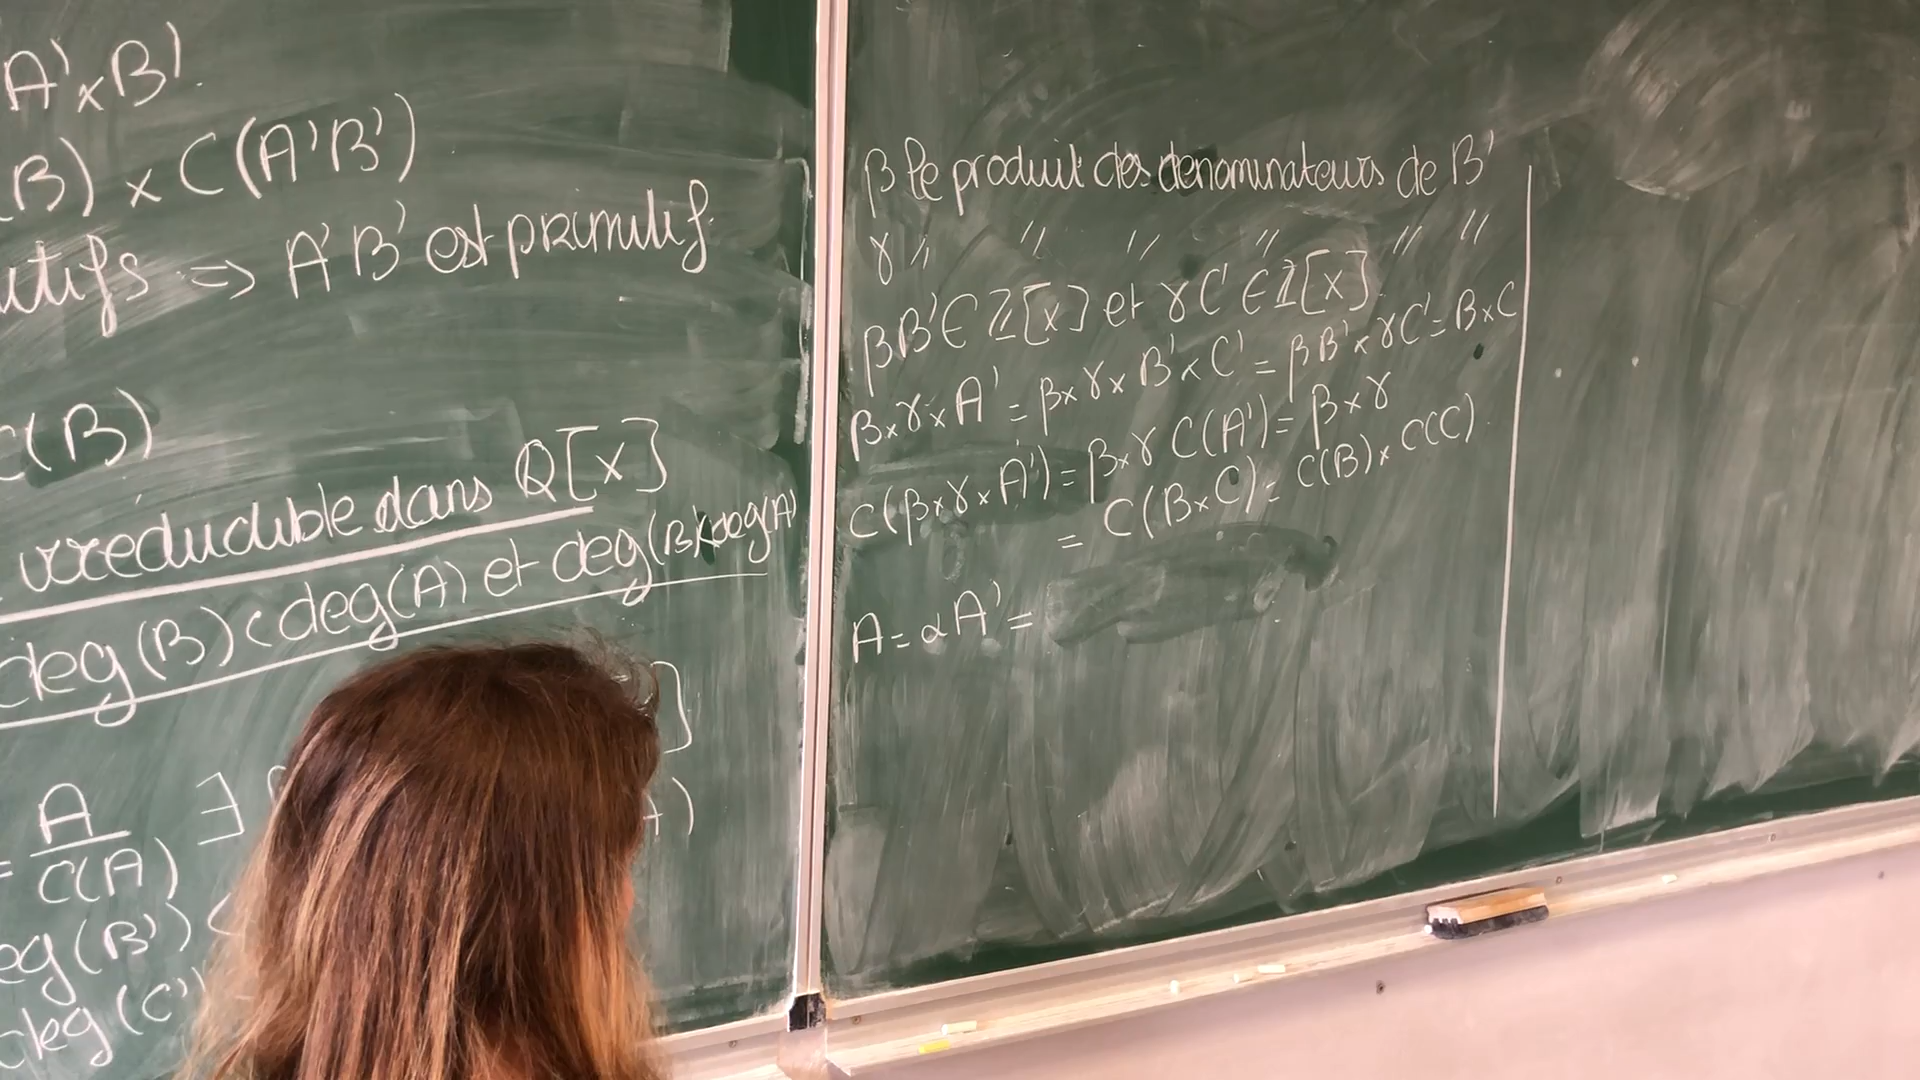 A'×B'.
(B) × C(A'B')
utifs => A'B' est primitif.
C(B)
irreductible dans Q[x]
deg(B)<deg(A) et deg(B)<deg(A)
]
= A / C(A) ∃
)
eg(B') <
deg(C')
β le produit des denominateurs de B'
γ " " " " " "
βB'∈Z[x] et γC'∈Z[x].
β×γ×A' = β×γ×B'×C' = βB'×γC'=B×C
C(β×γ×A')=β×γ C(A')=β×γ
= C(B×C)= C(B)×C(C).
A=αA'=